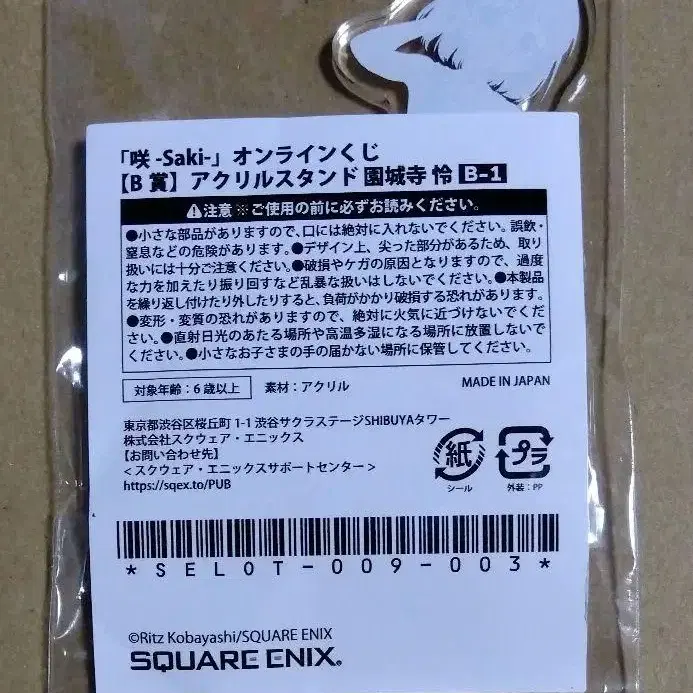 「咲-Saki-」オンラインくじ
【B賞】アクリルスタンド 園城寺 怜 B-1
⚠注意 ※ご使用の前に必ずお読みください。
●小さな部品がありますので、口には絶対に入れないでください。誤飲・
窒息などの危険があります。●デザイン上、尖った部分があるため、取り
扱いには十分ご注意ください。●破損やケガの原因となりますので、過度
な力を加えたり振り回すなど乱暴な扱いはしないでください。●本製品
を繰り返し付けたり外したりすると、負荷がかかり破損する恐れがあります。
●変形・変質の恐れがありますので、絶対に火気に近づけないでくだ
さい。●直射日光のあたる場所や高温多湿になる場所に放置しないで
ください。●小さなお子さまの手の届かない場所に保管してください。
対象年齢:6歳以上 素材:アクリル MADE IN JAPAN
東京都渋谷区桜丘町1-1 渋谷サクラステージSHIBUYAタワー
株式会社スクウェア・エニックス
【お問い合わせ先】
<スクウェア・エニックスサポートセンター>
https://sqex.to/PUB
紙 プラ
シール 外装:PP
*SEL0T-009-003*
©Ritz Kobayashi/SQUARE ENIX
SQUARE ENIX®